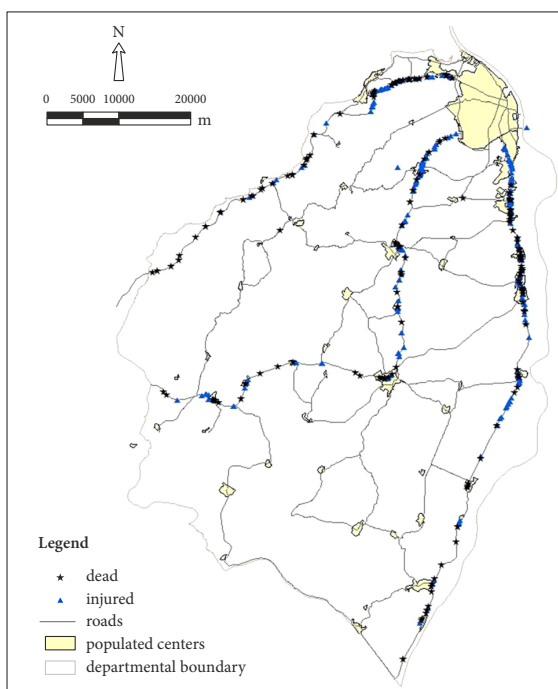 N
0 5000 10000 20000
m
Legend
dead
injured
roads
populated centers
departmental boundary